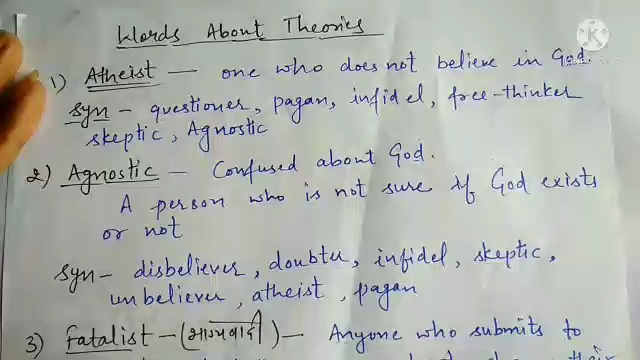 Words About Theories
1) Atheist — one who does not believe in God.
Syn - questioner, pagan, infidel, free-thinker
skeptic, Agnostic
2) Agnostic — Confused about God.
A person who is not sure if God exists
or not
Syn - disbeliever, doubter, infidel, skeptic,
unbeliever, atheist, pagan
3) Fatalist - (भाग्यवादी) — Anyone who submits to